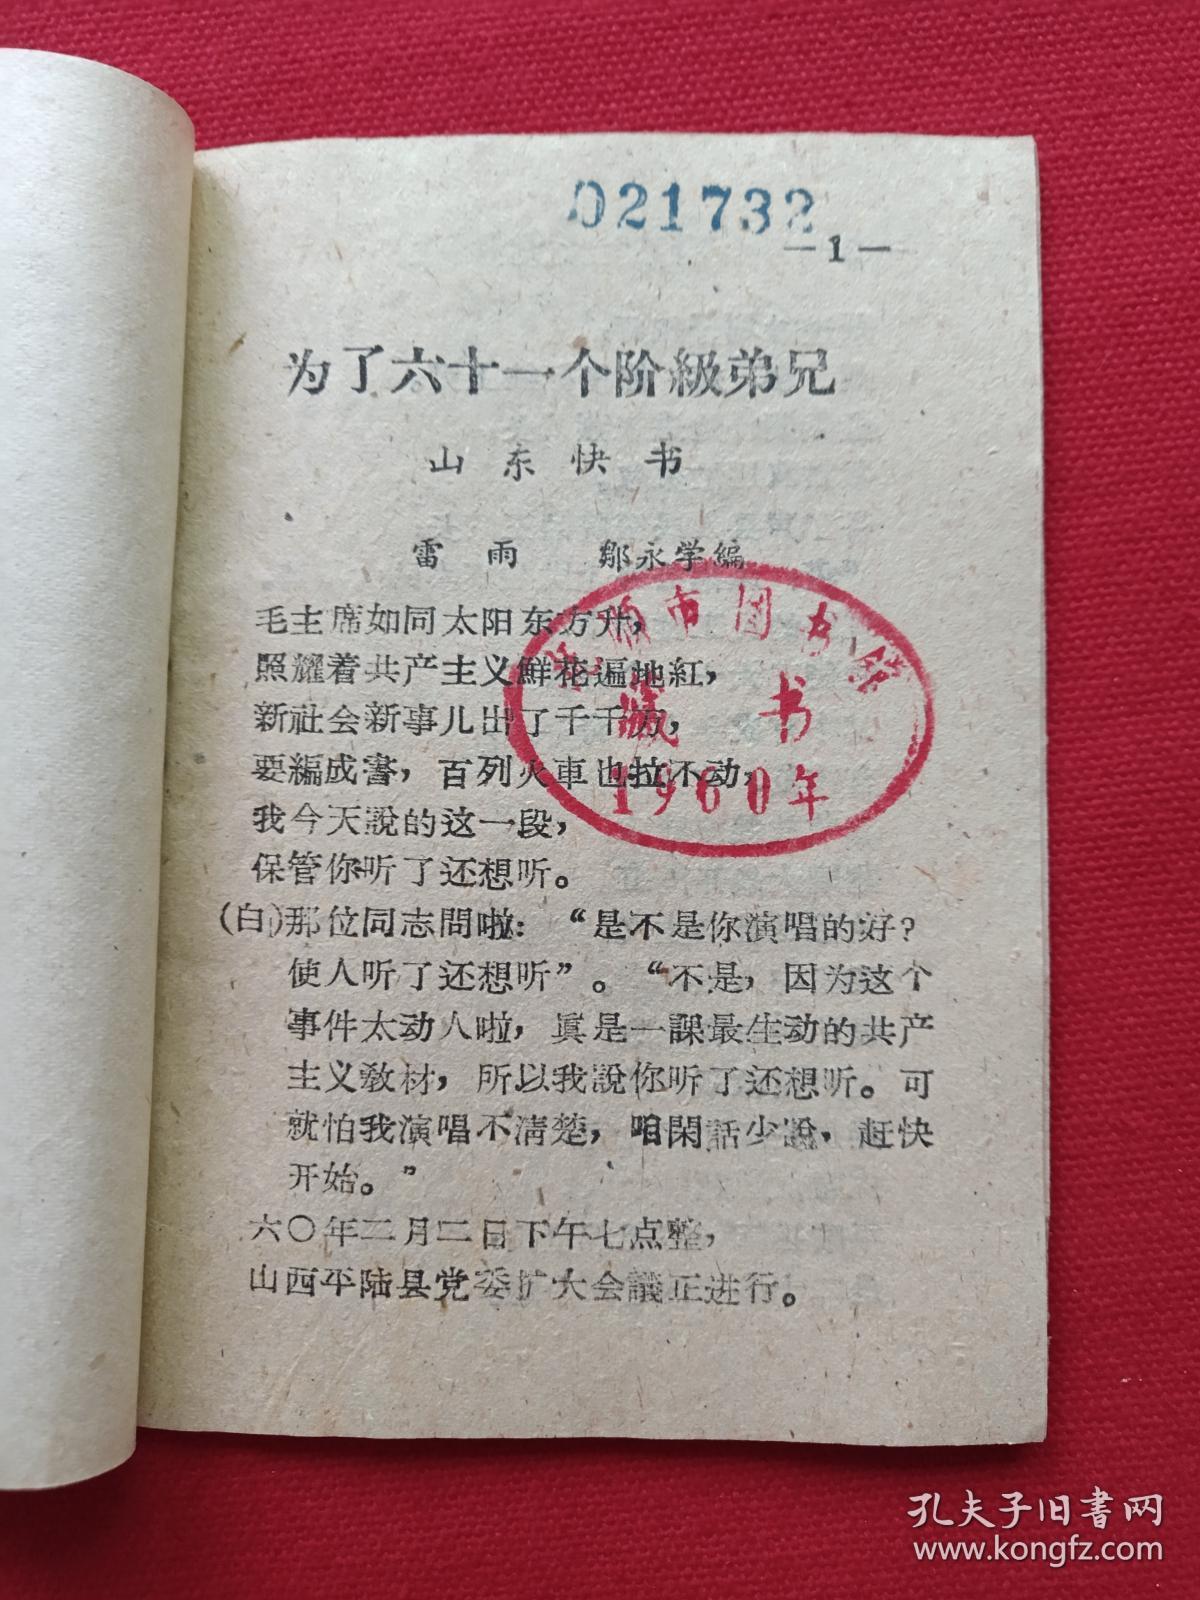 021732
—1—
为了六十一个阶級弟兄
山东快书
雷雨 鄒永学編
毛主席如同太阳东方升，
照耀着共产主义鮮花遍地紅，
新社会新事儿出了千千万，
要編成書，百列火車也拉不动，
我今天說的这一段，
保管你听了还想听。
(白)那位同志問啦：“是不是你演唱的好？
使人听了还想听”。“不是，因为这个
事件太动人啦，眞是一課最生动的共产
主义敎材，所以我說你听了还想听。可
就怕我演唱不淸楚，咱閑話少說，赶快
开始。”
六〇年二月二日下午七点整，
山西平陆县党委扩大会議正进行。
市图书馆
藏书
1960年
孔夫子旧书网
www.kongfz.com